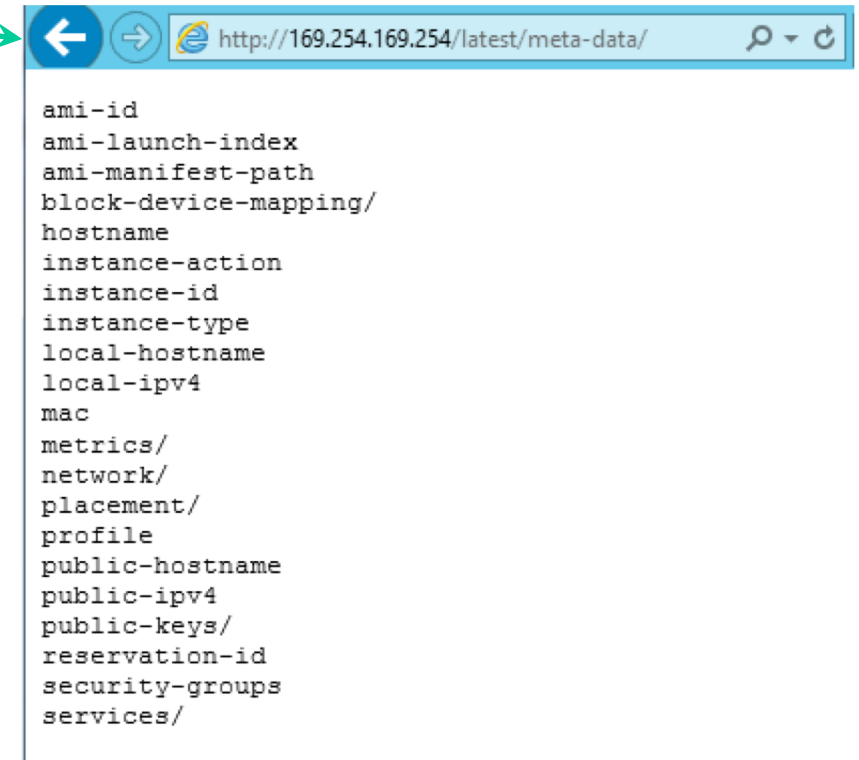 http://169.254.169.254/latest/meta-data/
ami-id
ami-launch-index
ami-manifest-path
block-device-mapping/
hostname
instance-action
instance-id
instance-type
local-hostname
local-ipv4
mac
metrics/
network/
placement/
profile
public-hostname
public-ipv4
public-keys/
reservation-id
security-groups
services/